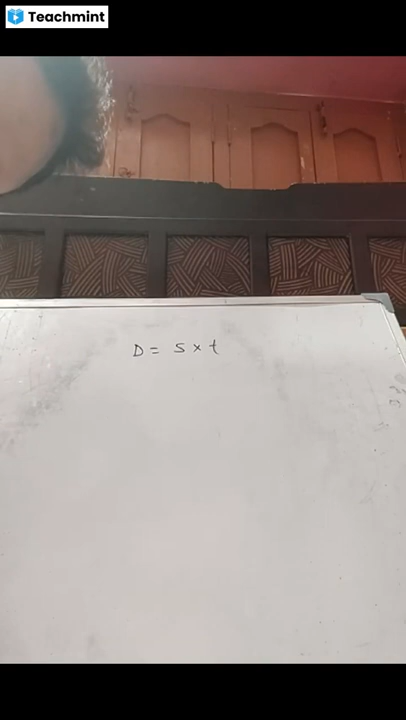 Teachmint
D = S × t